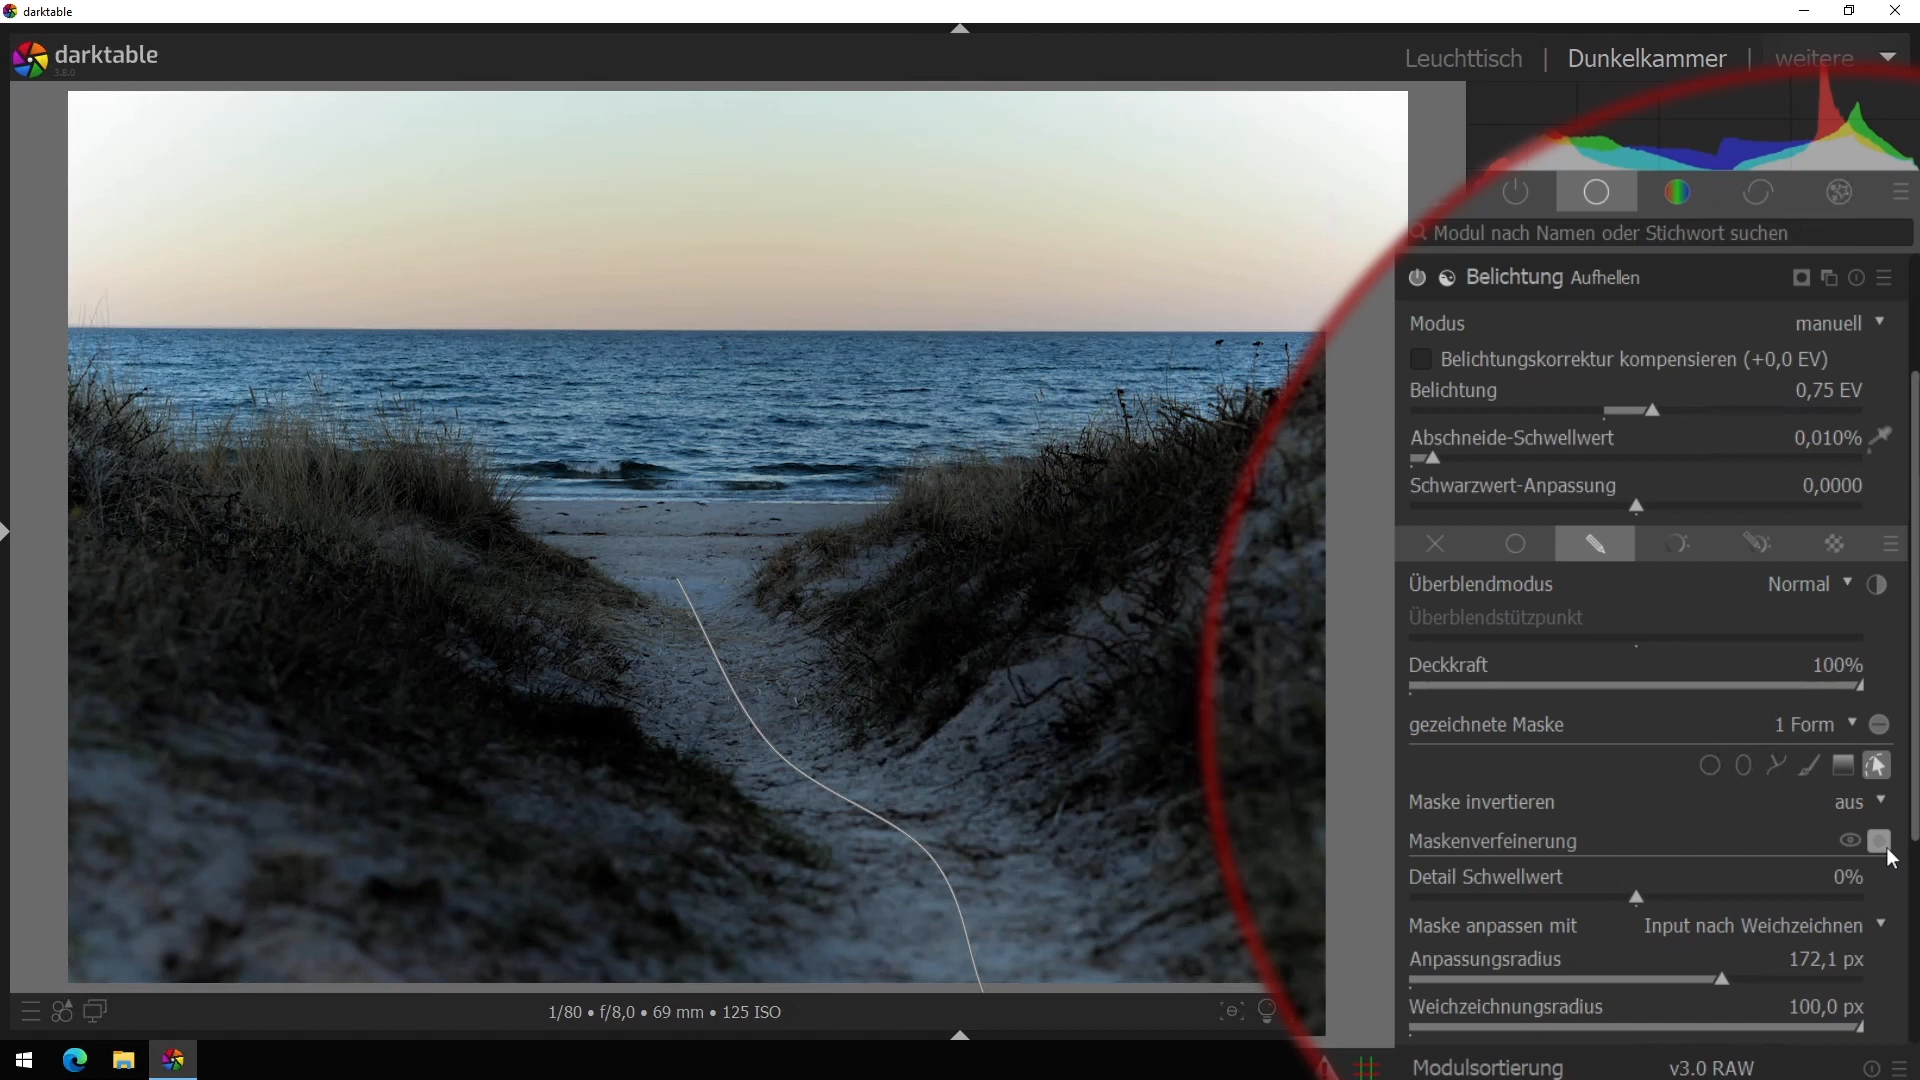 darktable
darktable
3.8.0
Leuchttisch | Dunkelkammer | weitere
Modul nach Namen oder Stichwort suchen
Belichtung Aufhellen
Modus manuell
Belichtungskorrektur kompensieren (+0,0 EV)
Belichtung 0,75 EV
Abschneide-Schwellwert 0,010%
Schwarzwert-Anpassung 0,0000
Überblendmodus Normal
Überblendstützpunkt
Deckkraft 100%
gezeichnete Maske 1 Form
Maske invertieren aus
Maskenverfeinerung
Detail Schwellwert 0%
Maske anpassen mit Input nach Weichzeichnen
Anpassungsradius 172,1 px
Weichzeichnungsradius 100,0 px
1/80 • f/8,0 • 69 mm • 125 ISO
Modulsortierung v3.0 RAW